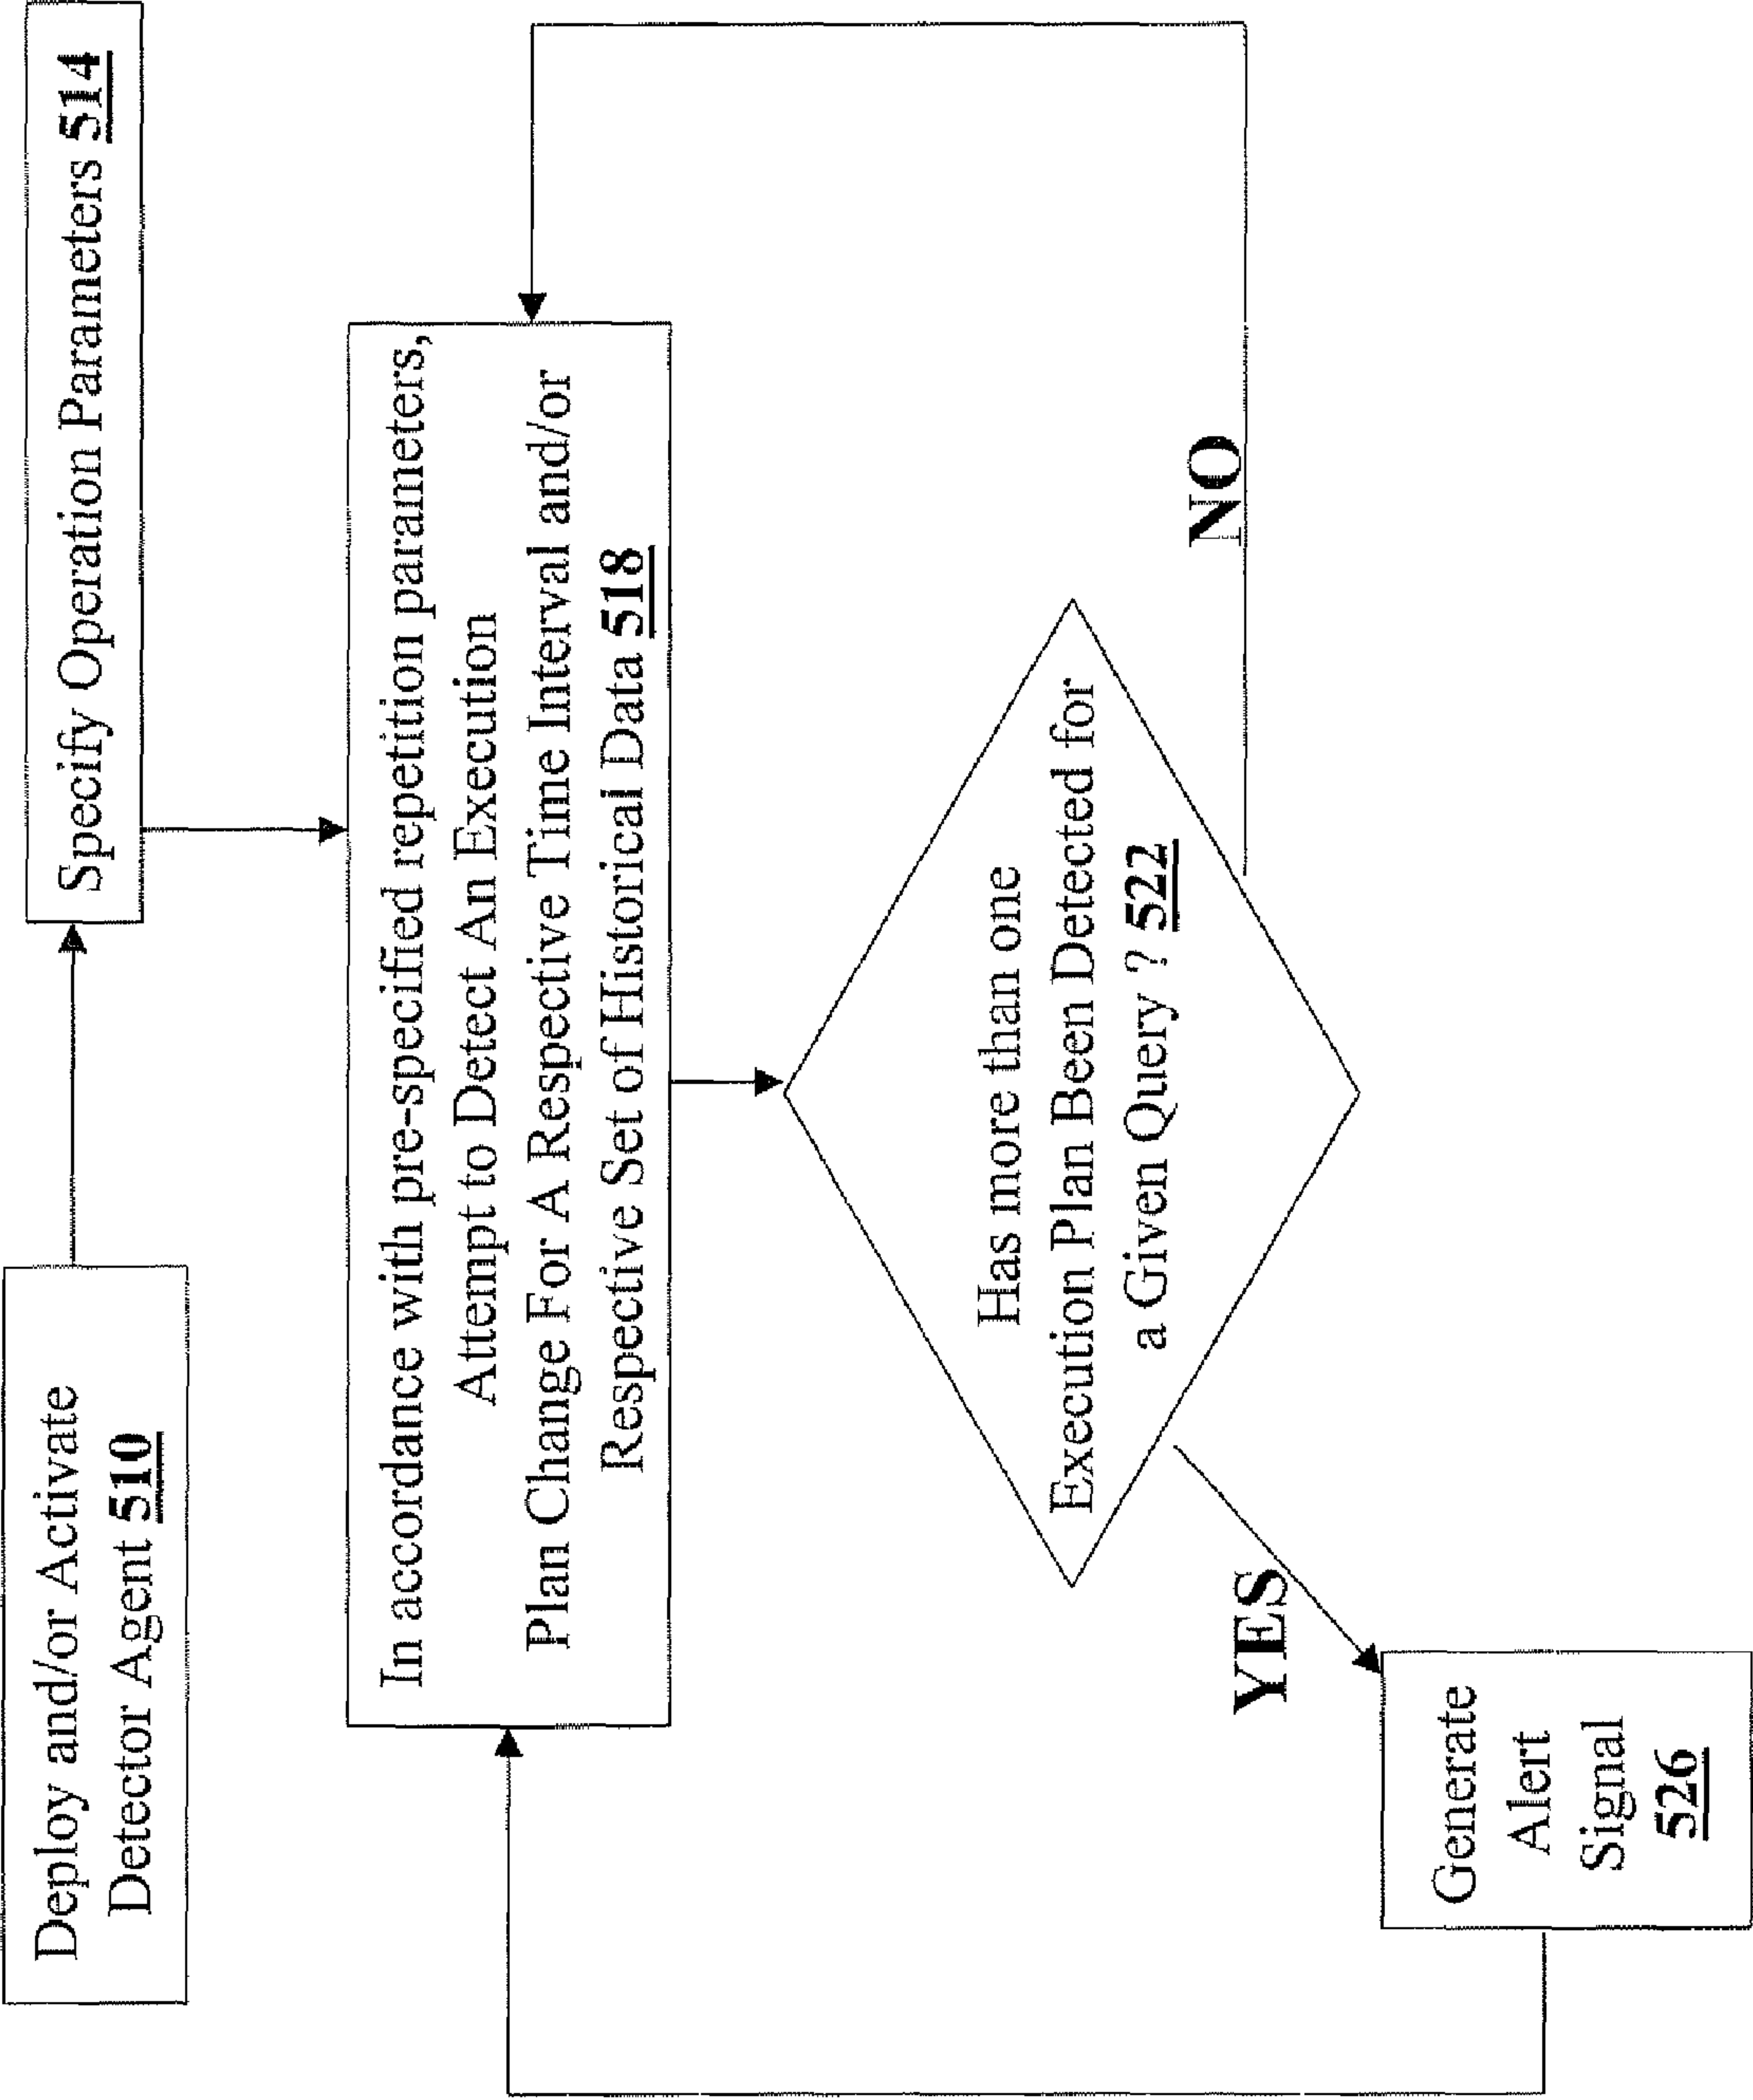 Deploy and/or Activate
Detector Agent 510
Specify Operation Parameters 514
In accordance with pre-specified repetition parameters,
Attempt to Detect An Execution
Plan Change For A Respective Time Interval and/or
Respective Set of Historical Data 518
Has more than one
Execution Plan Been Detected for
a Given Query ? 522
YES
NO
Generate
Alert
Signal
526